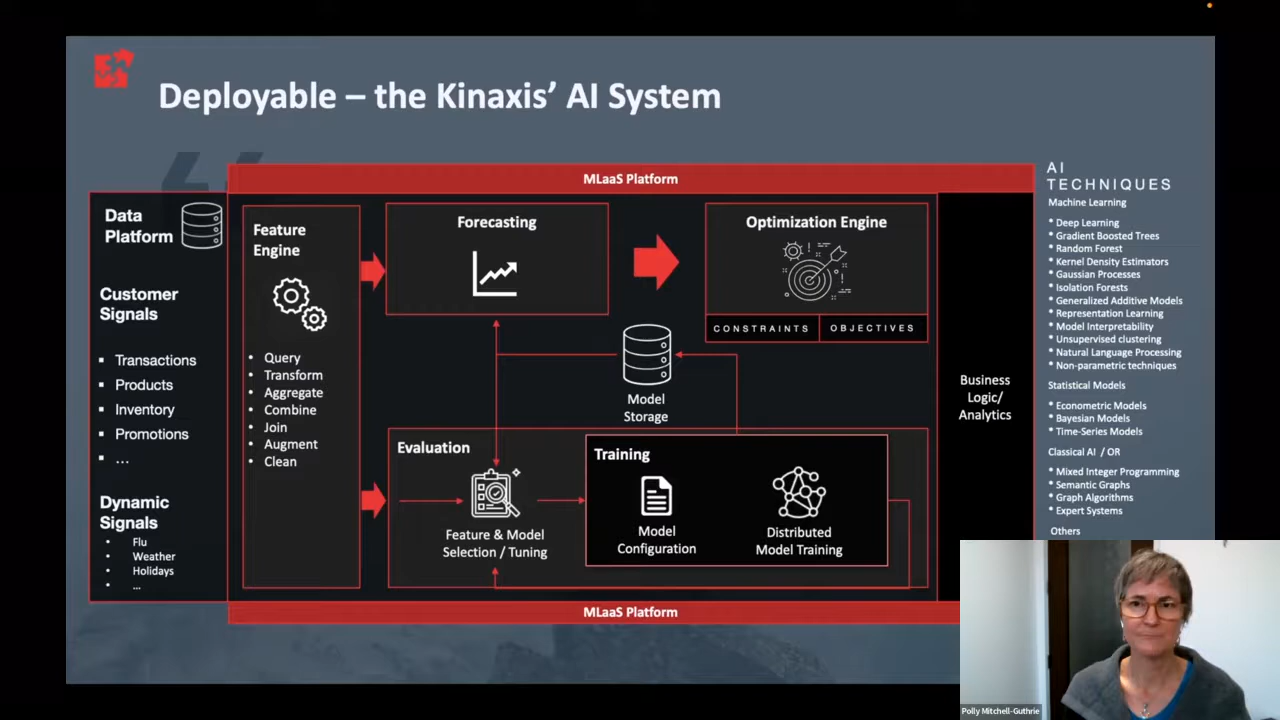 Deployable – the Kinaxis' AI System
MLaaS Platform
Data
Platform
Customer
Signals
▪ Transactions
▪ Products
▪ Inventory
▪ Promotions
▪ ...
Dynamic
Signals
• Flu
• Weather
• Holidays
• ...
Feature
Engine
• Query
• Transform
• Aggregate
• Combine
• Join
• Augment
• Clean
Forecasting
Optimization Engine
CONSTRAINTS
OBJECTIVES
Model
Storage
Evaluation
Feature & Model
Selection / Tuning
Training
Model
Configuration
Distributed
Model Training
Business
Logic/
Analytics
MLaaS Platform
AI
TECHNIQUES
Machine Learning
* Deep Learning
* Gradient Boosted Trees
* Random Forest
* Kernel Density Estimators
* Gaussian Processes
* Isolation Forests
* Generalized Additive Models
* Representation Learning
* Model Interpretability
* Unsupervised clustering
* Natural Language Processing
* Non-parametric techniques
Statistical Models
* Econometric Models
* Bayesian Models
* Time-Series Models
Classical AI / OR
* Mixed Integer Programming
* Semantic Graphs
* Graph Algorithms
* Expert Systems
Others
Polly Mitchell-Guthrie